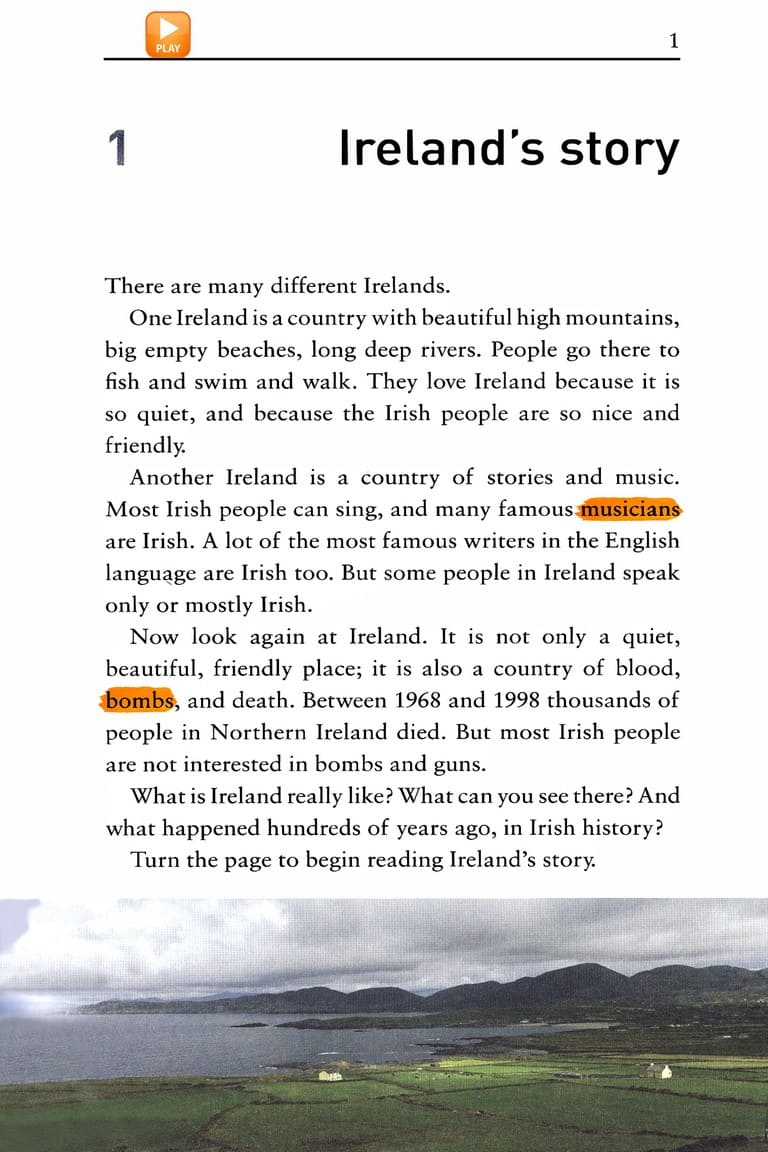 PLAY
1
1 Ireland's story
There are many different Irelands.
One Ireland is a country with beautiful high mountains,
big empty beaches, long deep rivers. People go there to
fish and swim and walk. They love Ireland because it is
so quiet, and because the Irish people are so nice and
friendly.
Another Ireland is a country of stories and music.
Most Irish people can sing, and many famous musicians
are Irish. A lot of the most famous writers in the English
language are Irish too. But some people in Ireland speak
only or mostly Irish.
Now look again at Ireland. It is not only a quiet,
beautiful, friendly place; it is also a country of blood,
bombs, and death. Between 1968 and 1998 thousands of
people in Northern Ireland died. But most Irish people
are not interested in bombs and guns.
What is Ireland really like? What can you see there? And
what happened hundreds of years ago, in Irish history?
Turn the page to begin reading Ireland's story.